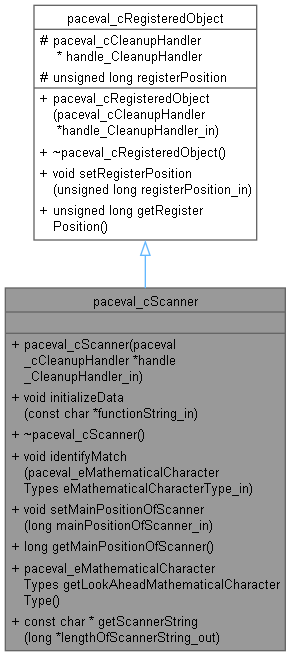 paceval_cRegisteredObject
# paceval_cCleanupHandler
* handle_CleanupHandler
# unsigned long registerPosition
+ paceval_cRegisteredObject
(paceval_cCleanupHandler
*handle_CleanupHandler_in)
+ ~paceval_cRegisteredObject()
+ void setRegisterPosition
(unsigned long registerPosition_in)
+ unsigned long getRegister
Position()
paceval_cScanner
+ paceval_cScanner(paceval
_cCleanupHandler *handle
_CleanupHandler_in)
+ void initializeData
(const char *functionString_in)
+ ~paceval_cScanner()
+ void identifyMatch
(paceval_eMathematicalCharacter
Types eMathematicalCharacterType_in)
+ void setMainPositionOfScanner
(long mainPositionOfScanner_in)
+ long getMainPositionOfScanner()
+ paceval_eMathematicalCharacter
Types getLookAheadMathematicalCharacter
Type()
+ const char * getScannerString
(long *lengthOfScannerString_out)